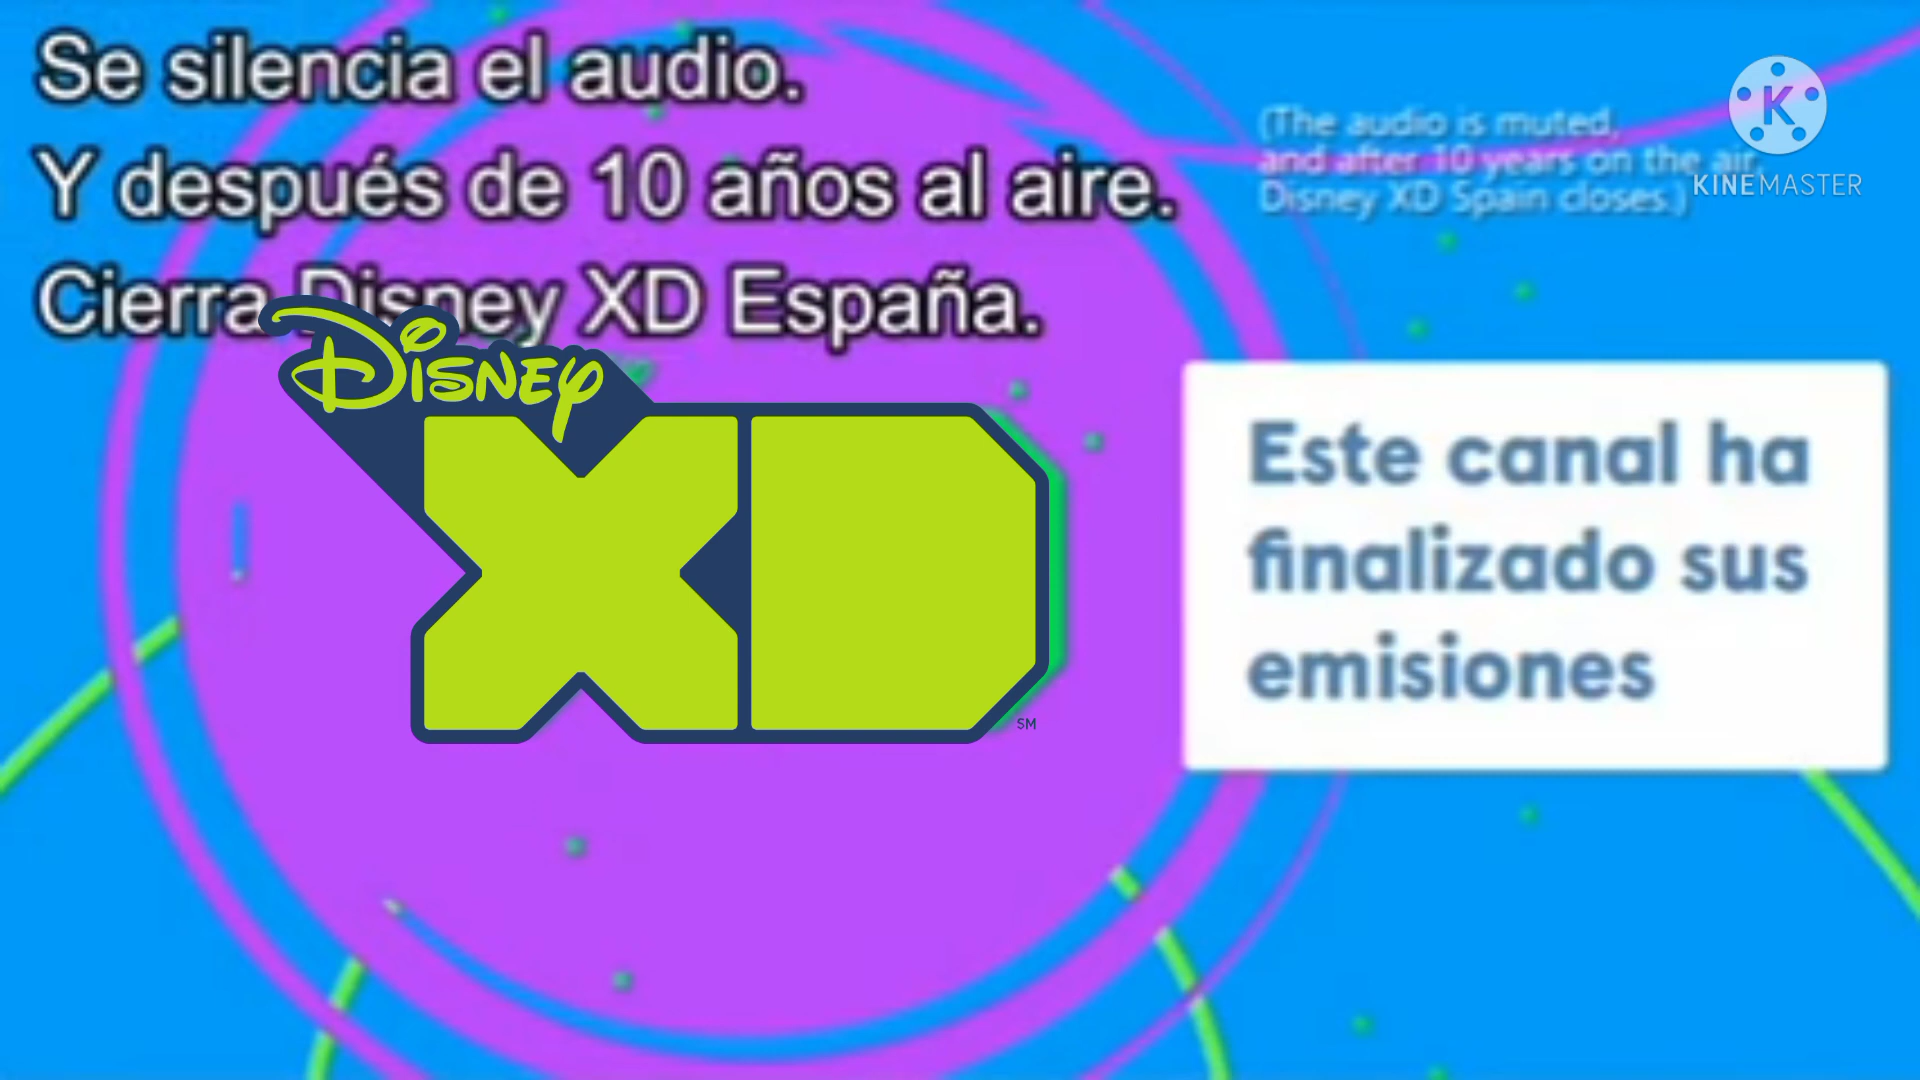 Se silencia el audio.
Y después de 10 años al aire.
Cierra Disney XD España.
(The audio is muted,
and after 10 years on the air,
Disney XD Spain closes.)
K
KINEMASTER
Disney
XD
SM
Este canal ha
finalizado sus
emisiones